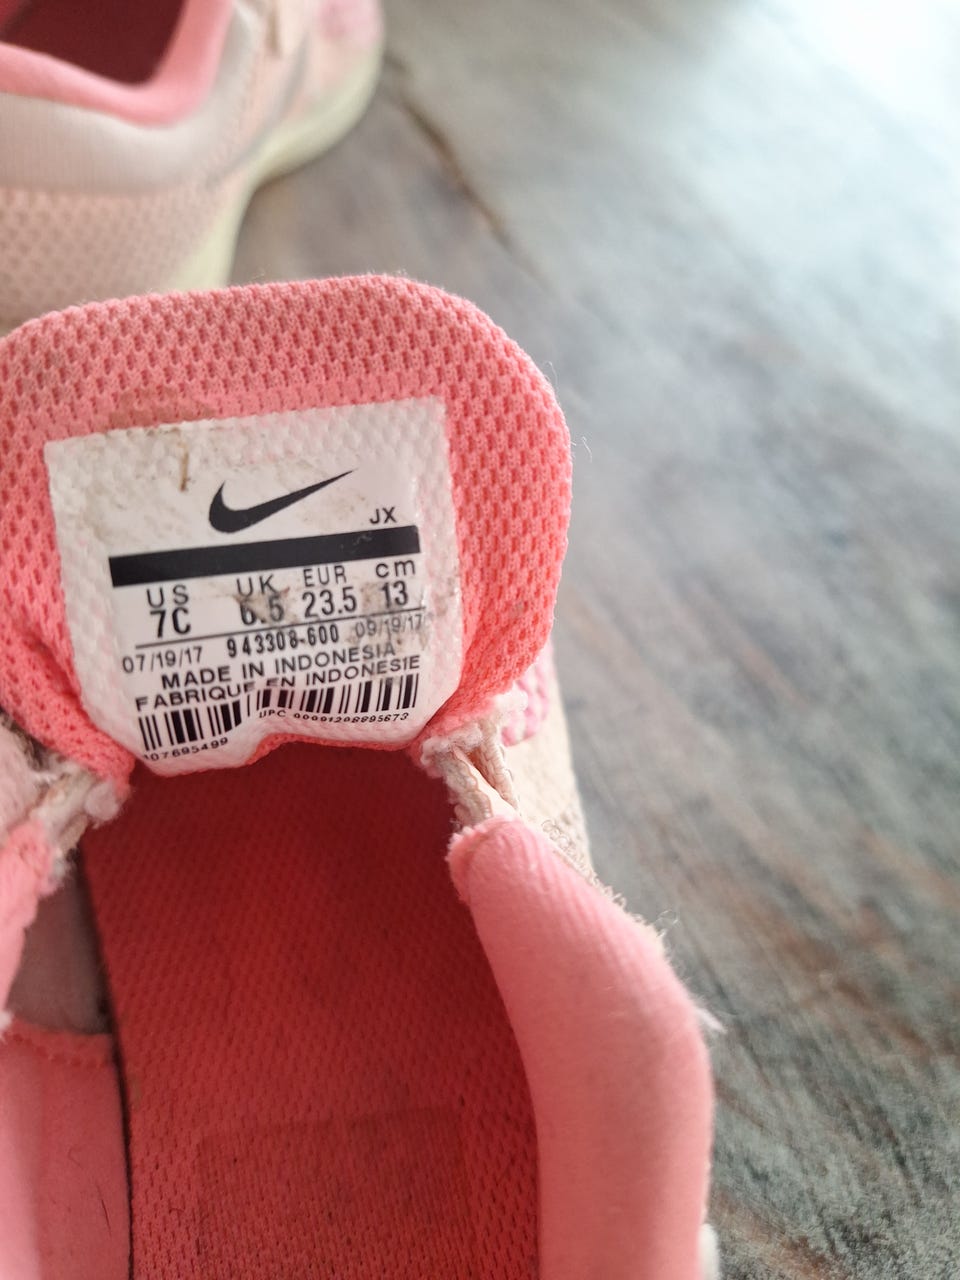 JX
US UK EUR cm
7C 6.5 23.5 13
07/19/17 943308-600 09/19/17
MADE IN INDONESIA
FABRIQUE EN INDONESIE
UPC